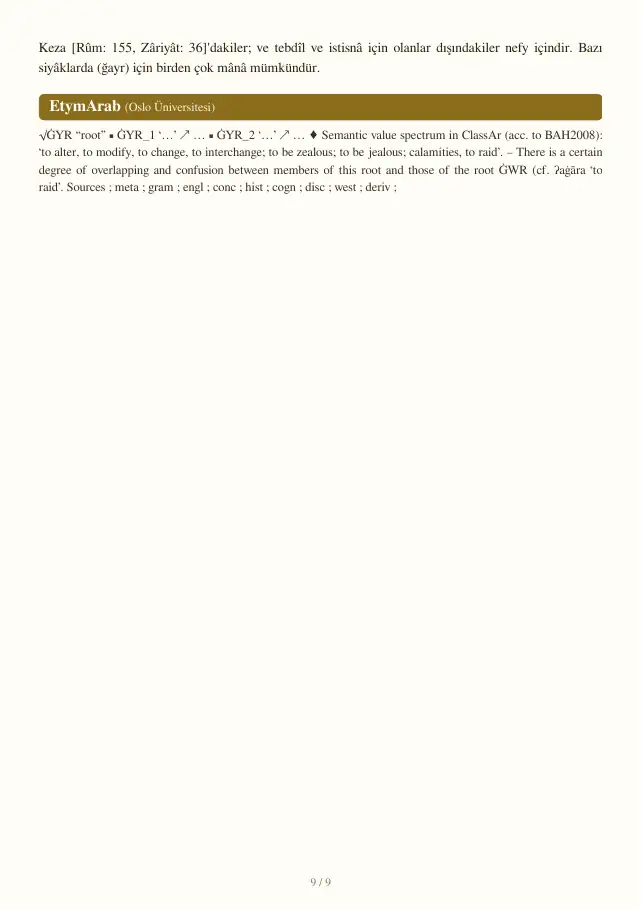 Keza [Rûm: 155, Zâriyât: 36]'dakiler; ve tebdîl ve istisnâ için olanlar dışındakiler nefy içindir. Bazı
siyâklarda (ğayr) için birden çok mânâ mümkündür.
EtymArab (Oslo Üniversitesi)
√ĠYR “root” ▪ ĠYR_1 ‘…’ ↗ … ▪ ĠYR_2 ‘…’ ↗ … ♦ Semantic value spectrum in ClassAr (acc. to BAH2008):
‘to alter, to modify, to change, to interchange; to be zealous; to be jealous; calamities, to raid’. – There is a certain
degree of overlapping and confusion between members of this root and those of the root ĠWR (cf. ʔaġāra ‘to
raid’. Sources ; meta ; gram ; engl ; conc ; hist ; cogn ; disc ; west ; deriv ;
9 / 9